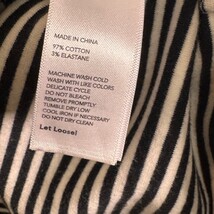 MADE IN CHINA
97% COTTON
3% ELASTANE
MACHINE WASH COLD
WASH WITH LIKE COLORS
DELICATE CYCLE
DO NOT BLEACH
REMOVE PROMPTLY
TUMBLE DRY LOW
COOL IRON IF NECESSARY
DO NOT DRY CLEAN
Let Loose!